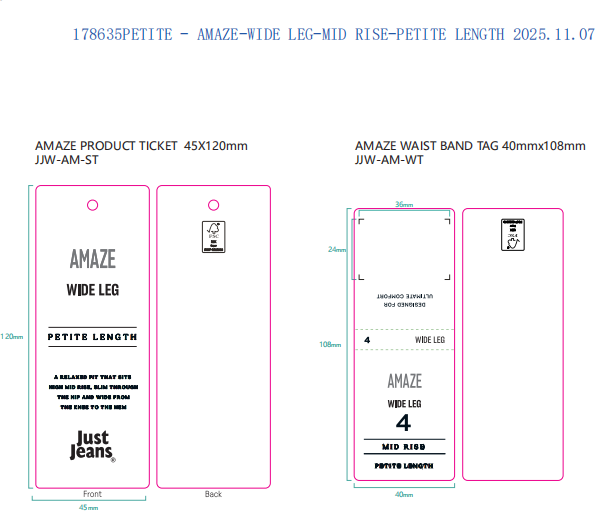 178635PETITE - AMAZE-WIDE LEG-MID RISE-PETITE LENGTH 2025.11.07
AMAZE PRODUCT TICKET 45X120mm
JJW-AM-ST
120mm
AMAZE
WIDE LEG
PETITE LENGTH
A RELAXED FIT THAT SITS
HIGH MID RISE, SLIM THROUGH
THE HIP AND WIDE FROM
THE KNEE TO THE HEM
Just
Jeans®
Front
45mm
FSC
Back
AMAZE WAIST BAND TAG 40mmx108mm
JJW-AM-WT
36mm
24mm
108mm
DESIGNED FOR
ULTIMATE COMFORT
4 WIDE LEG
AMAZE
WIDE LEG
4
MID RISE
PETITE LENGTH
40mm
FSC